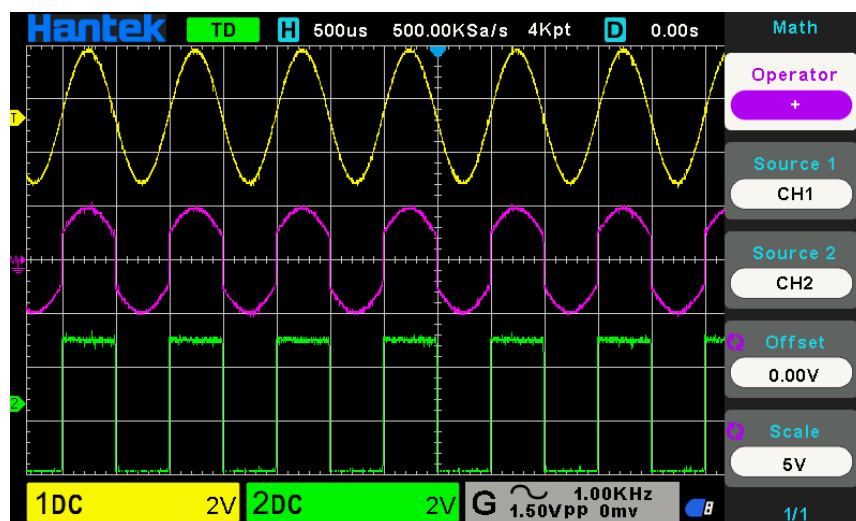 Hantek TD H 500us 500.00KSa/s 4Kpt D 0.00s
Math
Operator
+
Source 1
CH1
Source 2
CH2
Offset
0.00V
Scale
5V
1/1
T
M
2
1DC 2V 2DC 2V G 1.00KHz
1.50Vpp 0mv